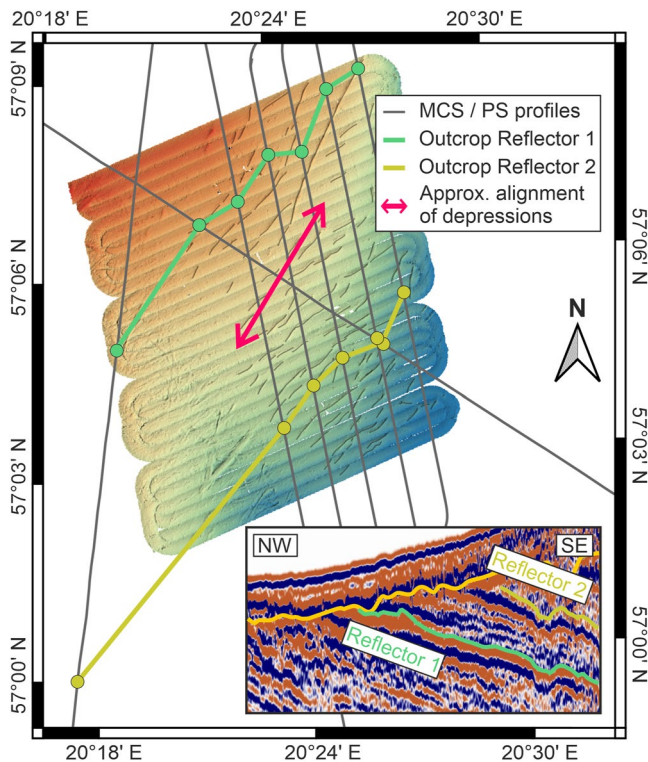 20°18' E
20°24' E
20°30' E
57°09' N
57°06' N
57°03' N
57°00' N
MCS / PS profiles
Outcrop Reflector 1
Outcrop Reflector 2
Approx. alignment
of depressions
57°06' N
57°03' N
57°00' N
N
NW
SE
Reflector 2
Reflector 1
20°18' E
20°24' E
20°30' E